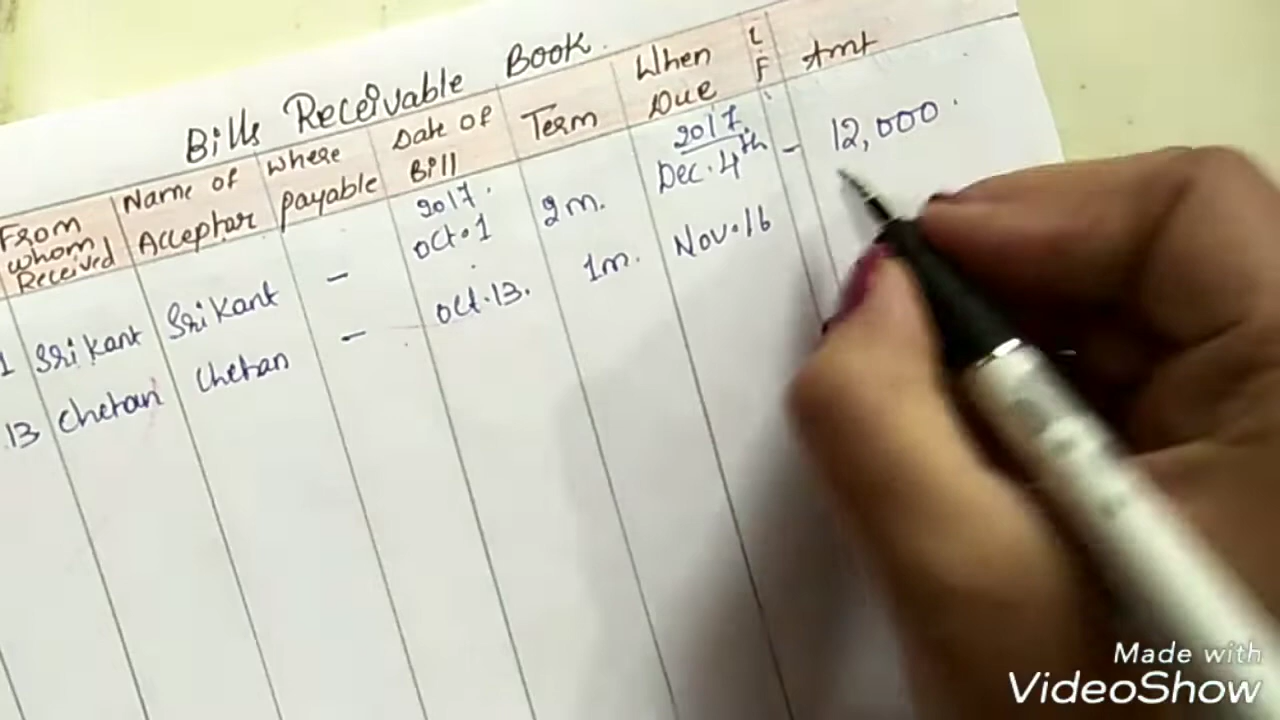 Bills Receivable Book.
From whom Received
Name of Acceptor
Where payable
Date of Bill
Term
When Due
L.F
Amt
1 Srikant Srikant - 2017. Oct.1 2m. 2017. Dec.4th - 12,000.
13 Chetan Chetan - Oct.13. 1m. Nov.16
Made with
VideoShow